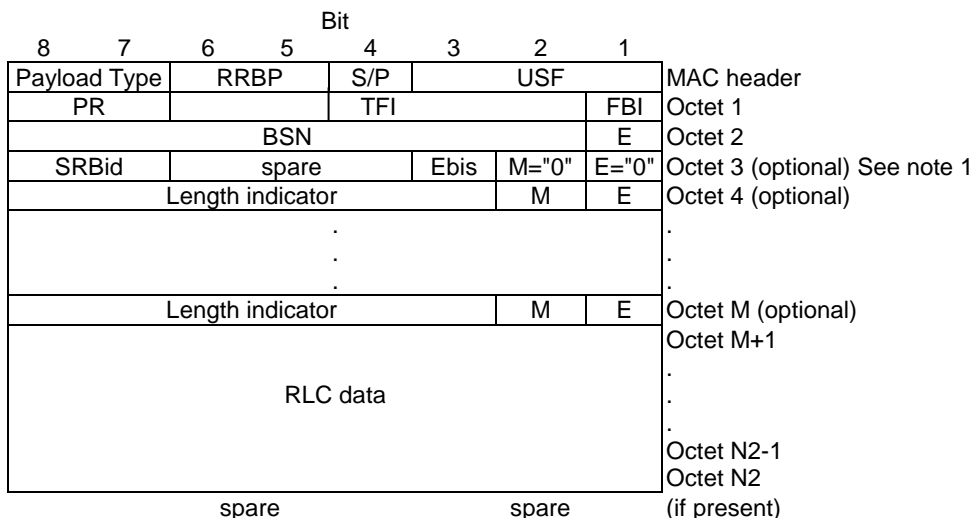 Bit
8 7 6 5 4 3 2 1
Payload Type RRBP S/P USF MAC header
PR TFI FBI Octet 1
BSN E Octet 2
SRBid spare Ebis M="0" E="0" Octet 3 (optional) See note 1
Length indicator M E Octet 4 (optional)
. .
. .
. .
Length indicator M E Octet M (optional)
Octet M+1
.
RLC data .
.
Octet N2-1
Octet N2
spare spare (if present)